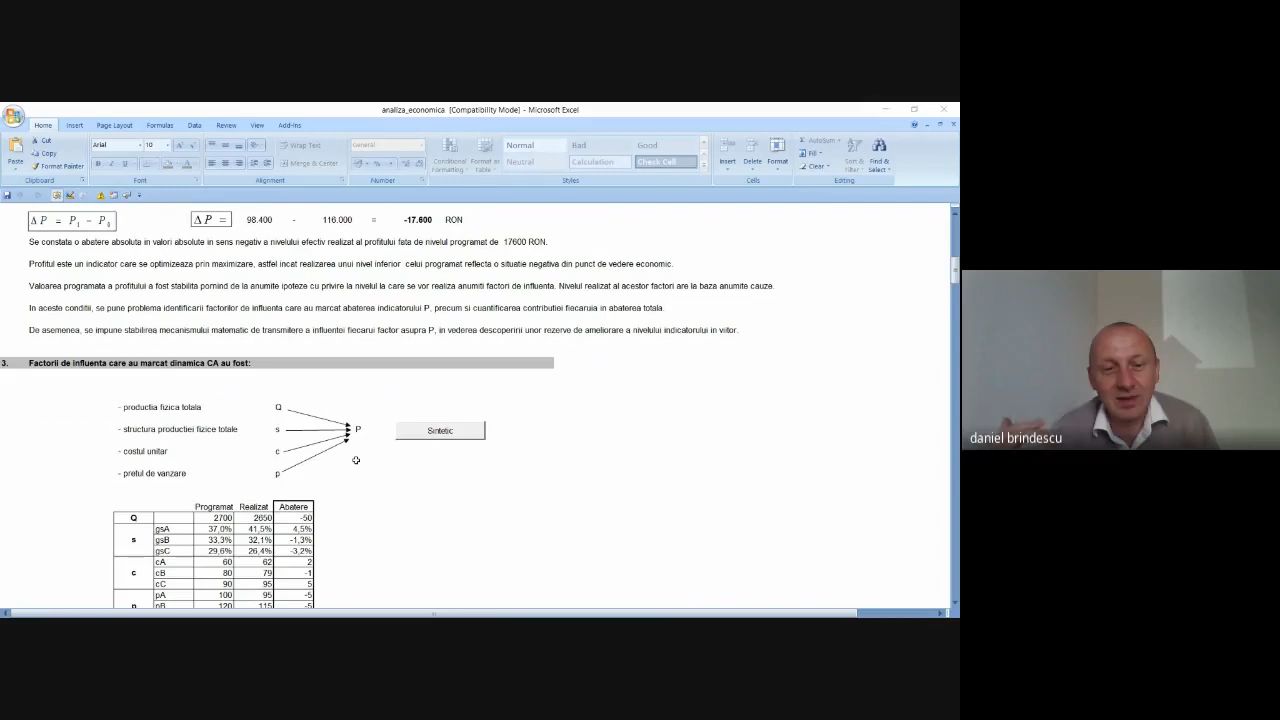 analiza_economica [Compatibility Mode] - Microsoft Excel
Home Insert Page Layout Formulas Data Review View Add-Ins
Paste Cut Copy Format Painter Clipboard
Arial 10 Font
Wrap Text Merge & Center Alignment
General Number
Conditional Formatting Format as Table
Normal Bad Good
Neutral Calculation Check Cell
Styles
Insert Delete Format Cells
AutoSum Fill Clear Sort & Filter Find & Select Editing
Δ P = P1 − P0 Δ P = 98.400 - 116.000 = -17.600 RON
Se constata o abatere absoluta in valori absolute in sens negativ a nivelului efectiv realizat al profitului fata de nivelul programat de 17600 RON.
Profitul este un indicator care se optimizeaza prin maximizare, astfel incat realizarea unui nivel inferior celui programat reflecta o situatie negativa din punct de vedere economic.
Valoarea programata a profitului a fost stabilita pornind de la anumite ipoteze cu privire la nivelul la care se vor realiza anumiti factori de influenta. Nivelul realizat al acestor factori are la baza anumite cauze.
In aceste conditii, se pune problema identificarii factorilor de influenta care au marcat abaterea indicatorului P, precum si cuantificarea contributiei fiecaruia in abaterea totala.
De asemenea, se impune stabilirea mecanismului matematic de transmitere a influentei fiecarui factor asupra P, in vederea descoperirii unor rezerve de ameliorare a nivelului indicatorului in viitor.
3. Factorii de influenta care au marcat dinamica CA au fost:
- productia fizica totala Q
- structura productiei fizice totale s P Sintetic
- costul unitar c
- pretul de vanzare p
Programat Realizat Abatere
Q 2700 2650 -50
gsA 37,0% 41,5% 4,5%
s gsB 33,3% 32,1% -1,3%
gsC 29,6% 26,4% -3,2%
cA 60 62 2
c cB 80 79 -1
cC 90 95 5
pA 100 95 -5
p pB 120 115 -5
daniel brindescu